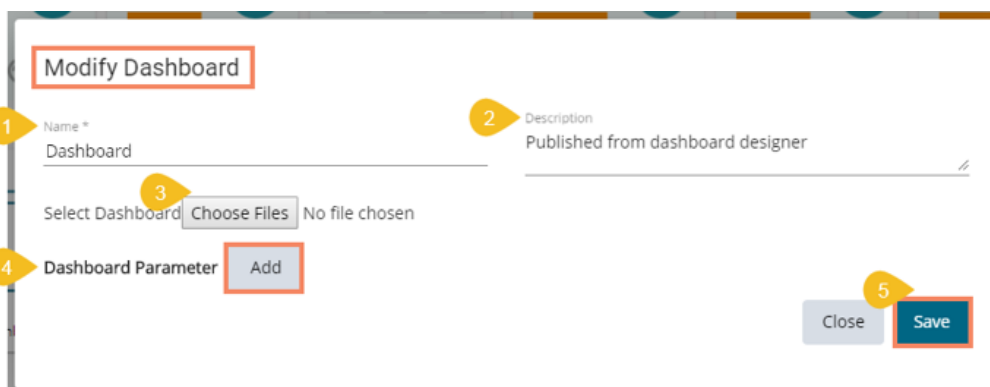 Modify Dashboard
1
Name *
Dashboard
2
Description
Published from dashboard designer
3
Select Dashboard Choose Files No file chosen
4
Dashboard Parameter Add
5
Close Save